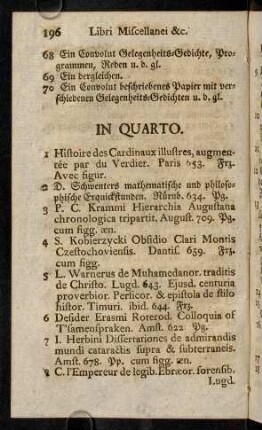 196 Libri Miscellanei &c.
68 Ein Convolut Gelegenheits-Gedichte, Pro-
grammen, Reden u. d. gl.
69 Ein dergleichen.
70 Ein Convolut beschriebenes Papier mit ver-
schiedenen Gelegenheits-Gedichten u. d. gl.
IN QUARTO.
1 Histoire des Cardinaux illustres, augmen-
tée par du Verdier. Paris 653. Frz.
Avec figur.
2 D. Schwenters mathematische und philoso-
phische Erquickstunden. Nürnb. 634. Pg.
3 P. C. Krammi Hierarchia Augustana
chronologica tripartit. August. 709. Pg.
cum figg. æn.
4 S. Kobierzycki Obsidio Clari Montis
Czestochoviensis. Dantis. 659. Frz.
cum figg.
5 L. Warnerus de Muhamedanor. traditis
de Christo. Lugd. 643. Ejusd. centuria
proverbior. Persicor. & epistola de stilo
histor. Timuri. ibid. 644. Frz.
6 Desider Erasmi Roterod. Colloquia of
T'samenspraken. Amst. 622 Pg.
7 I. Herbini Dissertationes de admirandis
mundi cataractis supra & subterraneis.
Amst. 678. Pp. cum figg. æn.
8 C. l'Empereur de legib. Ebræor. forensib.
Lugd.